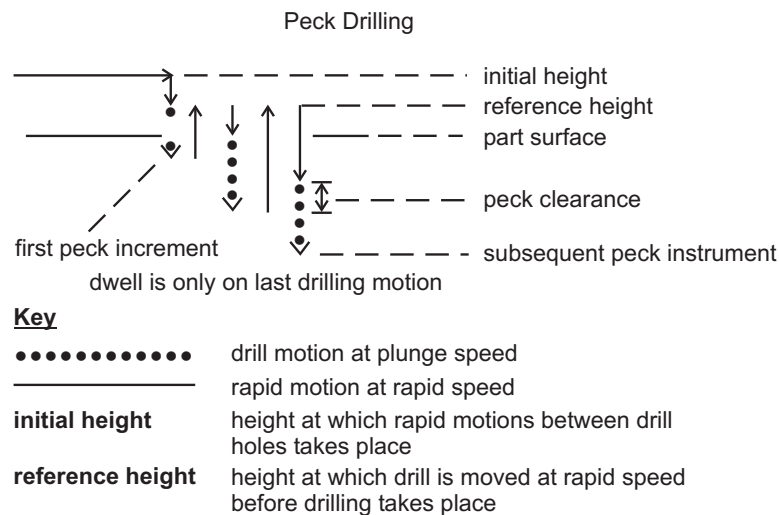 Peck Drilling
initial height
reference height
part surface
peck clearance
first peck increment
subsequent peck instrument
dwell is only on last drilling motion
Key
drill motion at plunge speed
rapid motion at rapid speed
initial height height at which rapid motions between drill
holes takes place
reference height height at which drill is moved at rapid speed
before drilling takes place